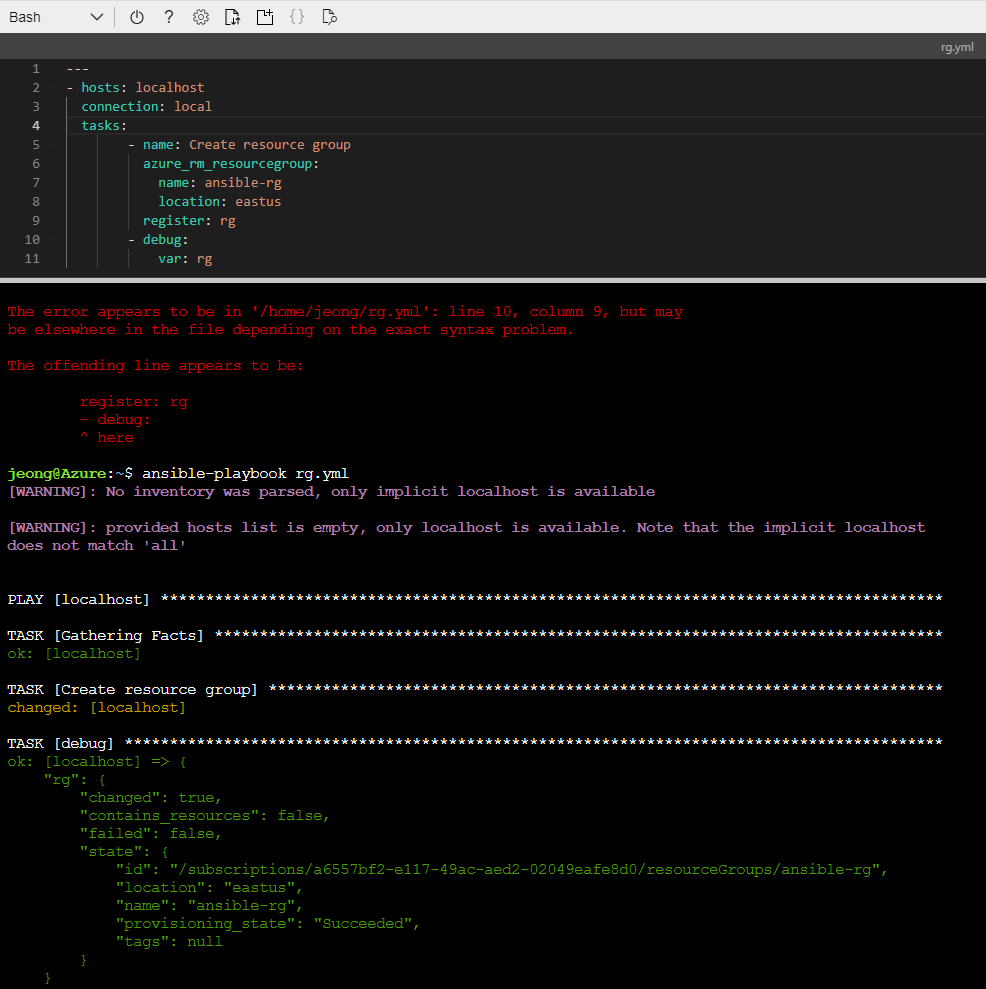 Bash
?
{}
rg.yml
1 ---
2 - hosts: localhost
3 connection: local
4 tasks:
5 - name: Create resource group
6 azure_rm_resourcegroup:
7 name: ansible-rg
8 location: eastus
9 register: rg
10 - debug:
11 var: rg
The error appears to be in '/home/jeong/rg.yml': line 10, column 9, but may
be elsewhere in the file depending on the exact syntax problem.
The offending line appears to be:
register: rg
- debug:
^ here
jeong@Azure:~$ ansible-playbook rg.yml
[WARNING]: No inventory was parsed, only implicit localhost is available
[WARNING]: provided hosts list is empty, only localhost is available. Note that the implicit localhost
does not match 'all'
PLAY [localhost] ***************************************************************************************
TASK [Gathering Facts] *********************************************************************************
ok: [localhost]
TASK [Create resource group] ***************************************************************************
changed: [localhost]
TASK [debug] *******************************************************************************************
ok: [localhost] => {
"rg": {
"changed": true,
"contains_resources": false,
"failed": false,
"state": {
"id": "/subscriptions/a6557bf2-e117-49ac-aed2-02049eafe8d0/resourceGroups/ansible-rg",
"location": "eastus",
"name": "ansible-rg",
"provisioning_state": "Succeeded",
"tags": null
}
}